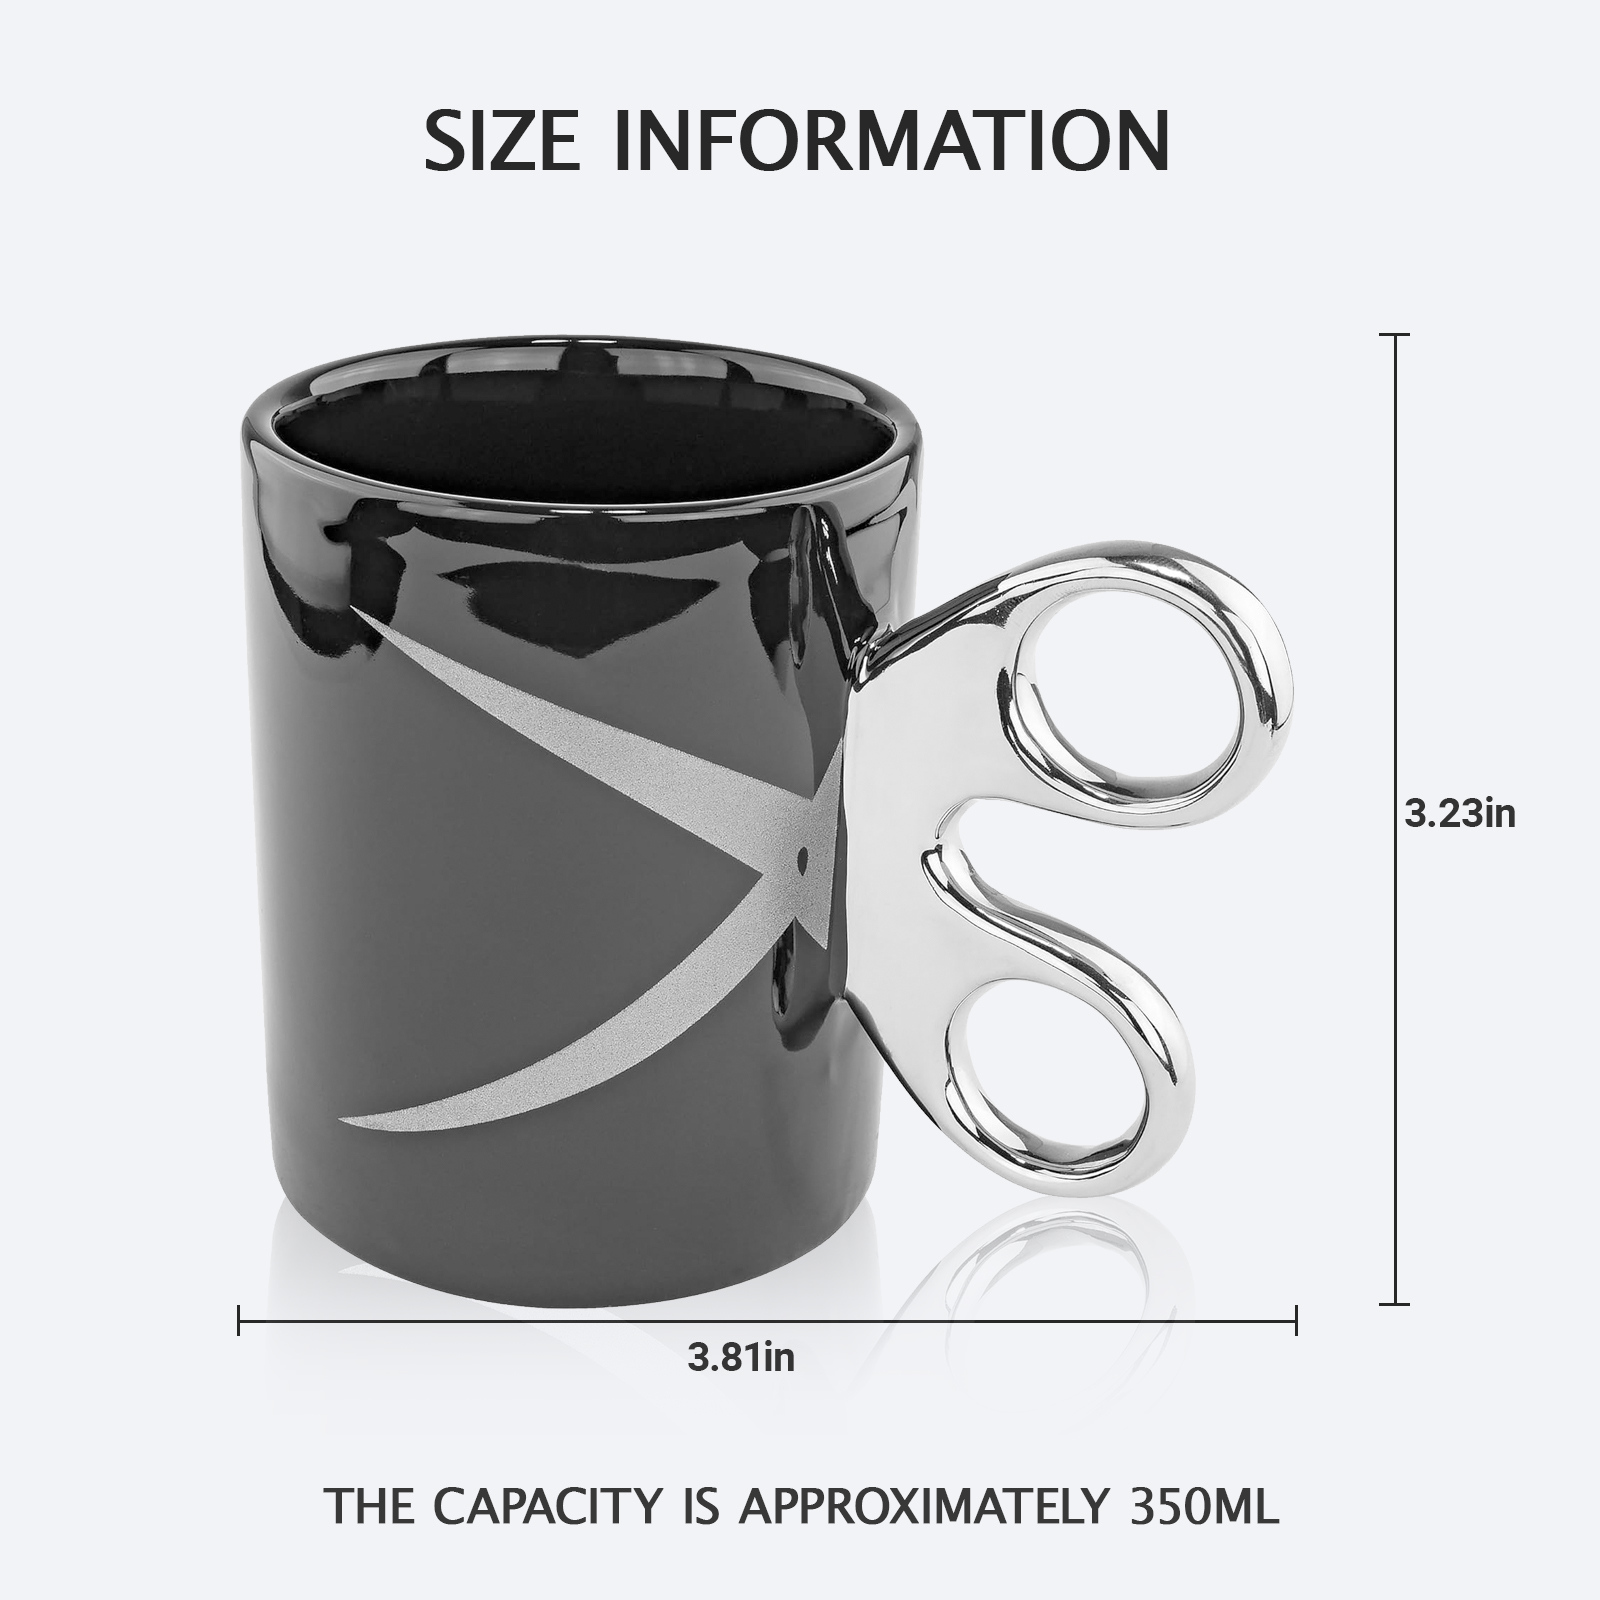 SIZE INFORMATION
3.23in
3.81in
THE CAPACITY IS APPROXIMATELY 350ML